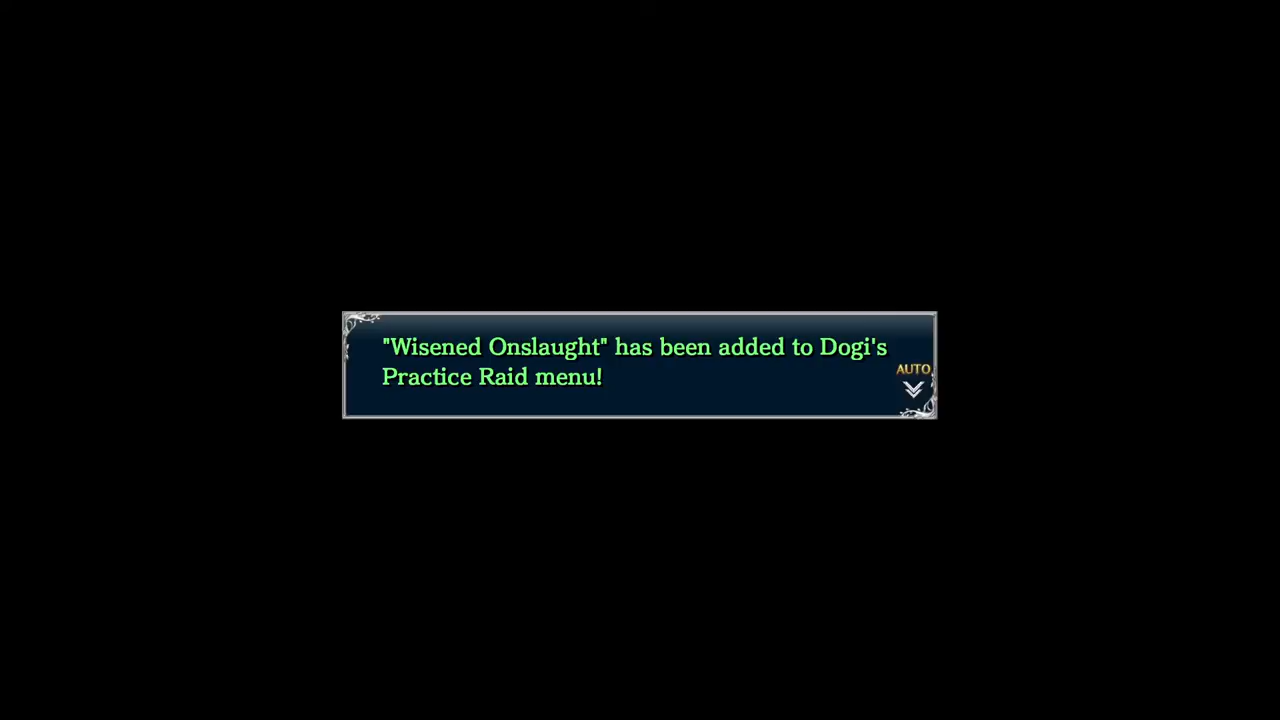 "Wisened Onslaught" has been added to Dogi's
Practice Raid menu!
AUTO